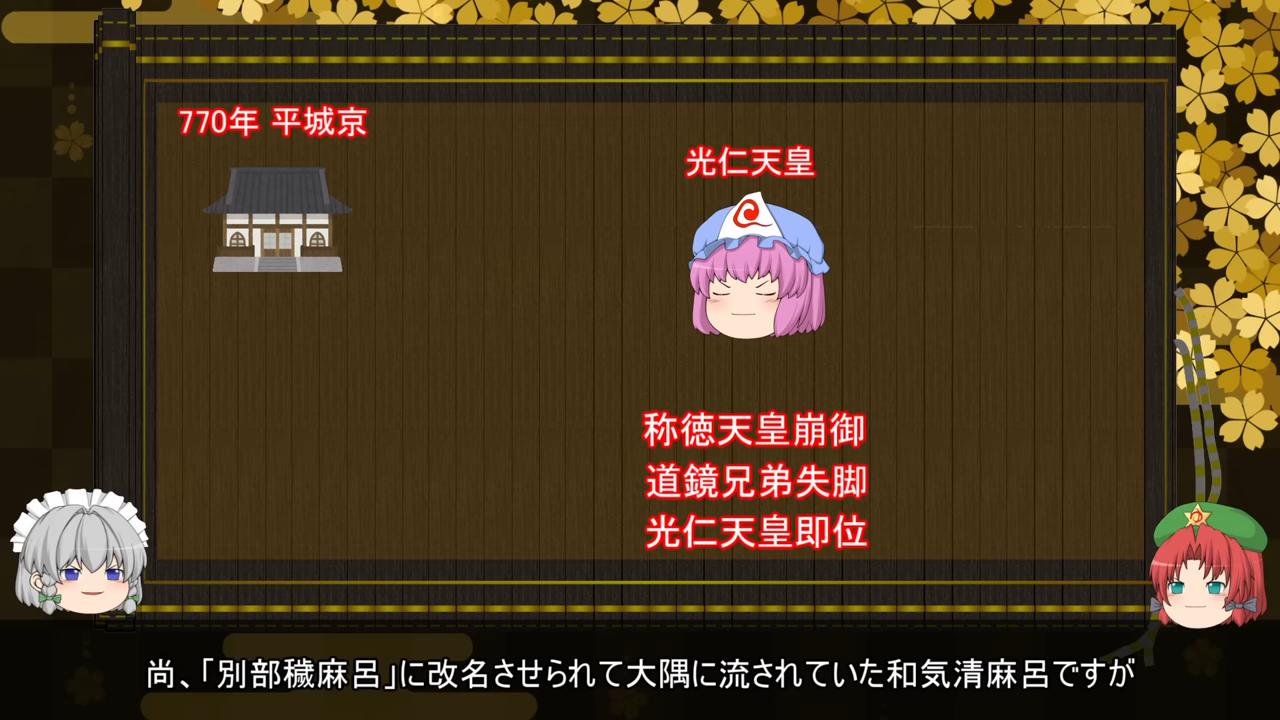 770年 平城京
光仁天皇
称徳天皇崩御
道鏡兄弟失脚
光仁天皇即位
尚、「別部穢麻呂」に改名させられて大隅に流されていた和気清麻呂ですが